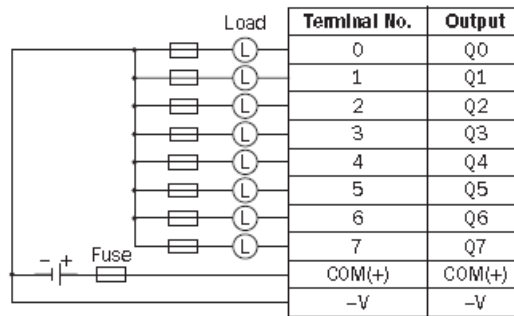 Load
Terminal No. Output
L 0 Q0
L 1 Q1
L 2 Q2
L 3 Q3
L 4 Q4
L 5 Q5
L 6 Q6
L 7 Q7
- + Fuse
COM(+) COM(+)
–V –V